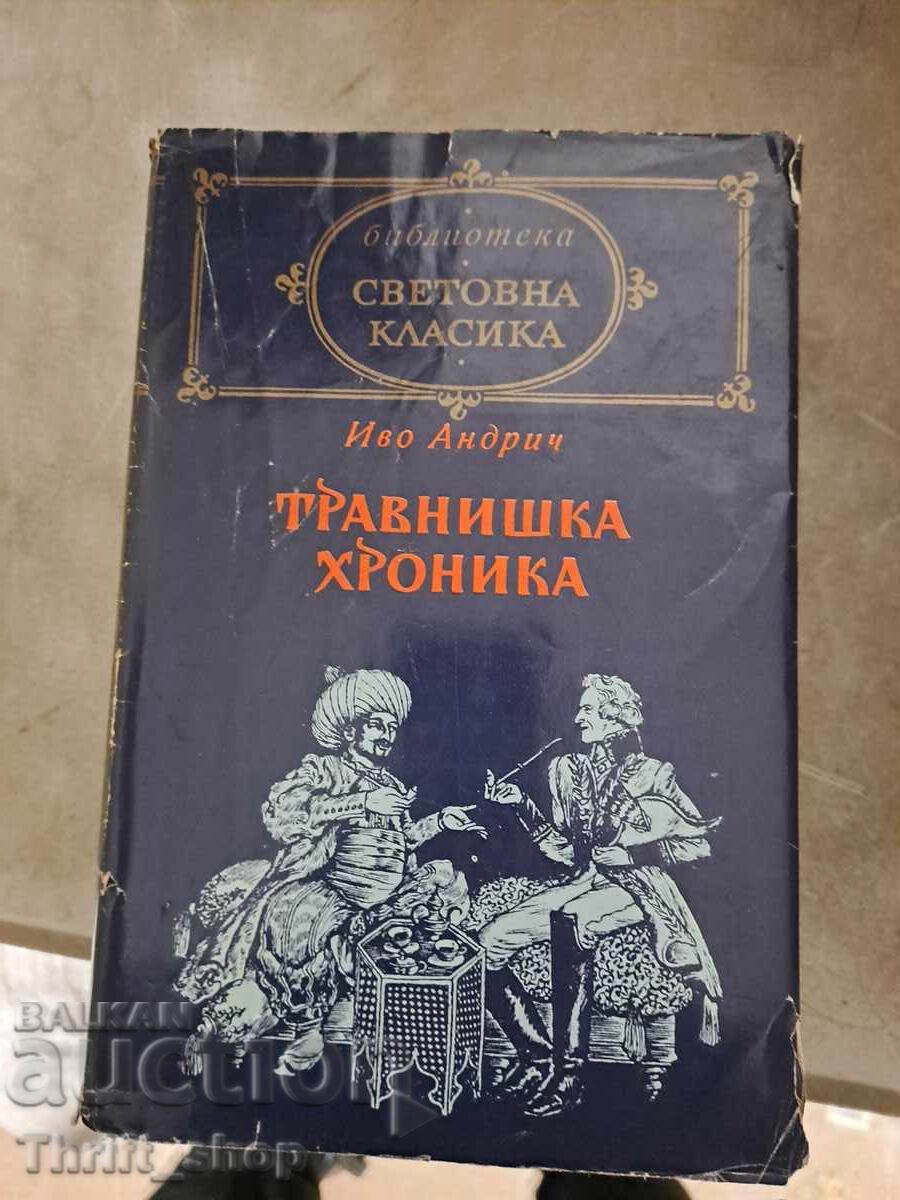 библиотека
СВЕТОВНА
КЛАСИКА
Иво Андрич
ТРАВНИШКА
ХРОНИКА
BALKAN
auction
Thrift_shop